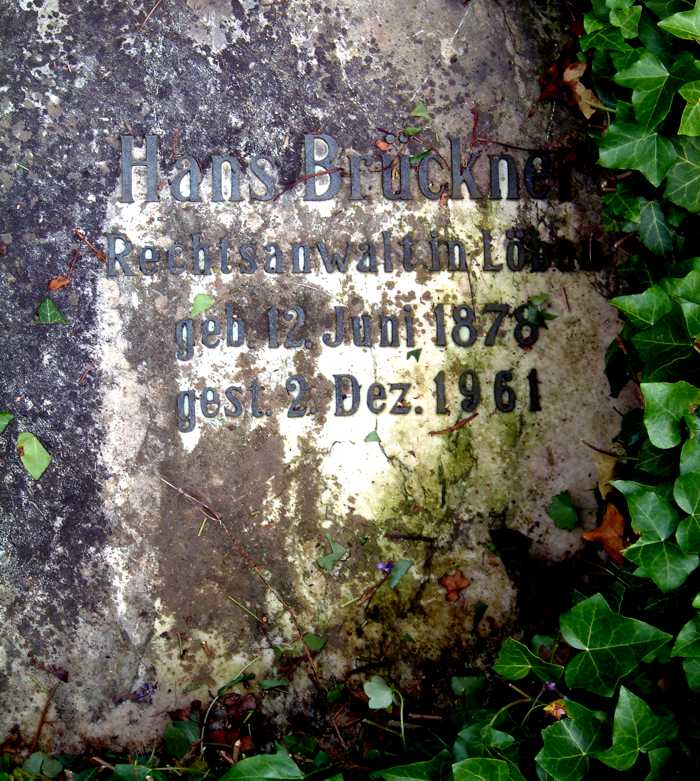 Hans Brückner
Rechtsanwalt in Löbau
geb. 12. Juni 1878
gest. 2. Dez. 1961